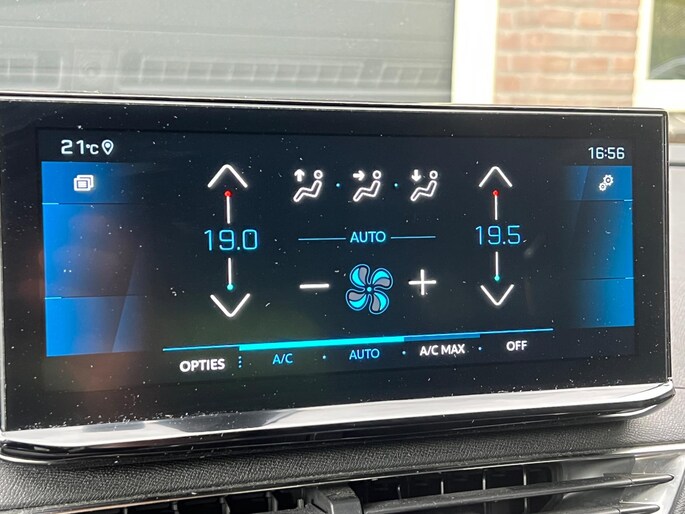 21°C 16:56
19.0 AUTO 19.5
OPTIES A/C AUTO A/C MAX OFF